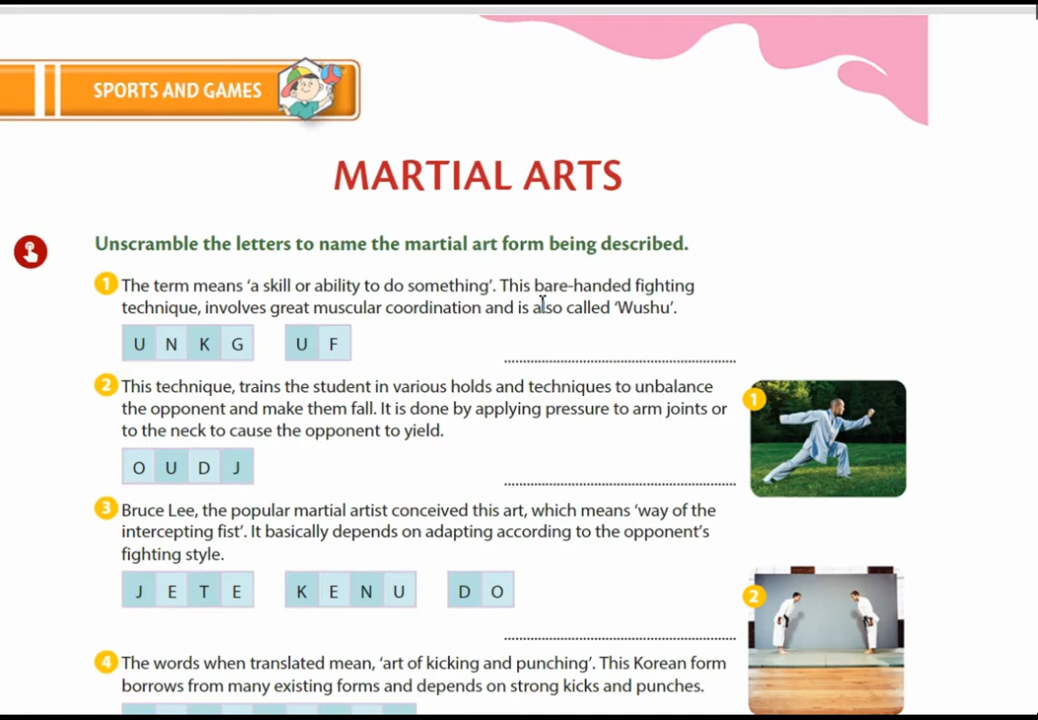 SPORTS AND GAMES
MARTIAL ARTS
Unscramble the letters to name the martial art form being described.
1 The term means ‘a skill or ability to do something’. This bare-handed fighting
technique, involves great muscular coordination and is also called ‘Wushu’.
U N K G U F
2 This technique, trains the student in various holds and techniques to unbalance
the opponent and make them fall. It is done by applying pressure to arm joints or
to the neck to cause the opponent to yield.
O U D J
1
3 Bruce Lee, the popular martial artist conceived this art, which means ‘way of the
intercepting fist’. It basically depends on adapting according to the opponent’s
fighting style.
J E T E K E N U D O
2
4 The words when translated mean, ‘art of kicking and punching’. This Korean form
borrows from many existing forms and depends on strong kicks and punches.